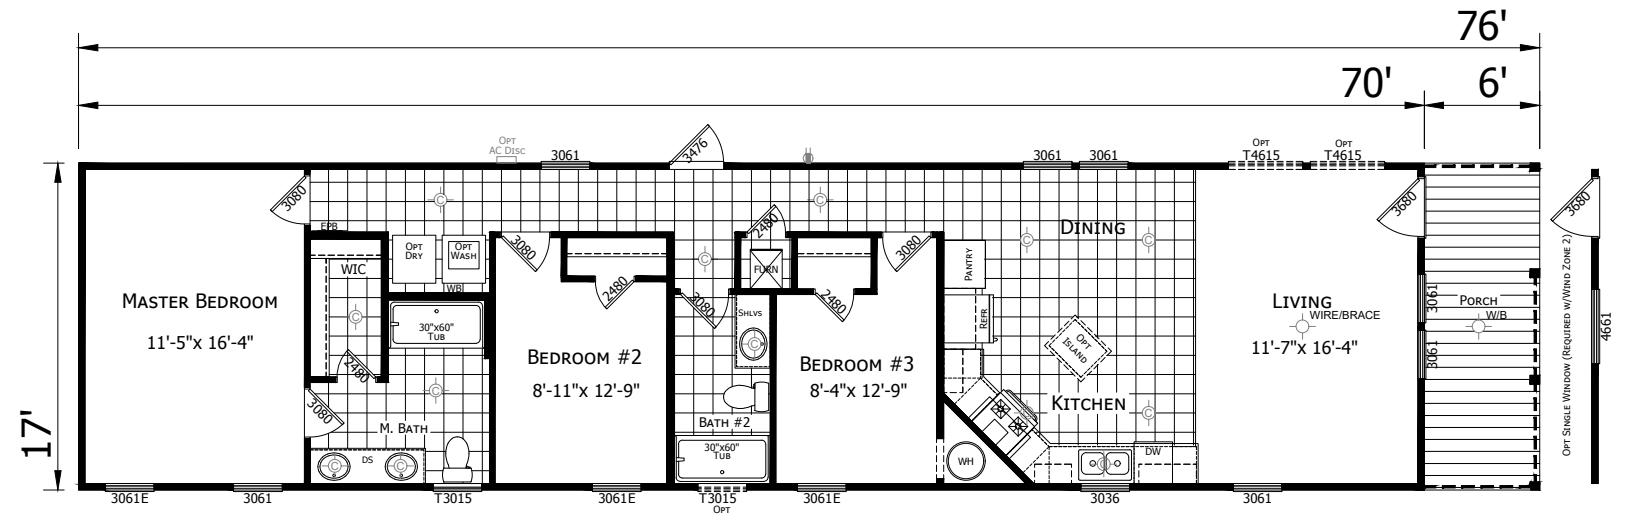 76'
70'
6'
17'
OPT
AC DISC
3061
3476
3061
3061
OPT
T4615
OPT
T4615
3080
EPB
C
OPT
DRY
OPT
WASH
WB
3080
2480
C
2480
FURN
C
3080
C
DINING
C
3680
3680
WIC
C
2480
MASTER BEDROOM
11'-5"x 16'-4"
30"x60"
TUB
C
3080
M. BATH
C
DS
C
BEDROOM #2
8'-11"x 12'-9"
2480
3080
SHLVS
C
BATH #2
30"x60"
TUB
BEDROOM #3
8'-4"x 12'-9"
2480
PANTRY
REFR
OPT
ISLAND
KITCHEN
C
C
C
DW
WH
LIVING
WIRE/BRACE
11'-7"x 16'-4"
3061
3061
PORCH
W/B
OPT SINGLE WINDOW (REQUIRED W/WIND ZONE 2)
4661
3061E
3061
T3015
3061E
T3015
OPT
3061E
3036
3061